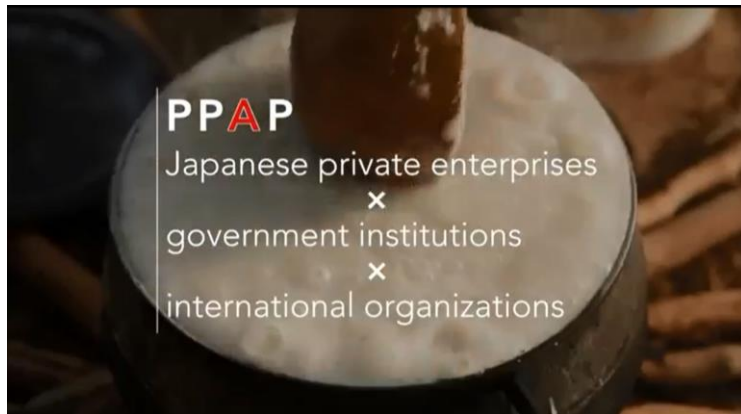 PPAP
Japanese private enterprises
×
government institutions
×
international organizations